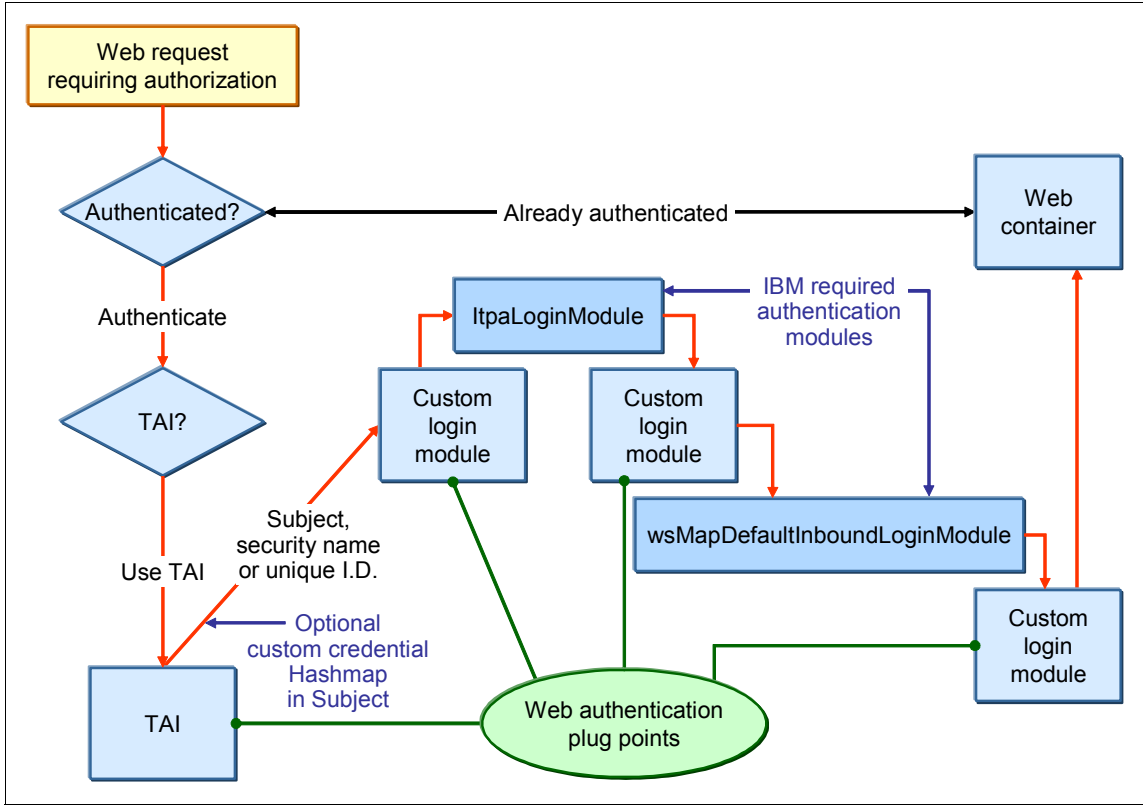 Web request
requiring authorization
Authenticated?
Already authenticated
Web
container
Authenticate
ltpaLoginModule
IBM required
authentication
modules
TAI?
Custom
login
module
Custom
login
module
Subject,
security name
or unique I.D.
wsMapDefaultInboundLoginModule
Use TAI
Optional
custom credential
Hashmap
in Subject
Custom
login
module
TAI
Web authentication
plug points